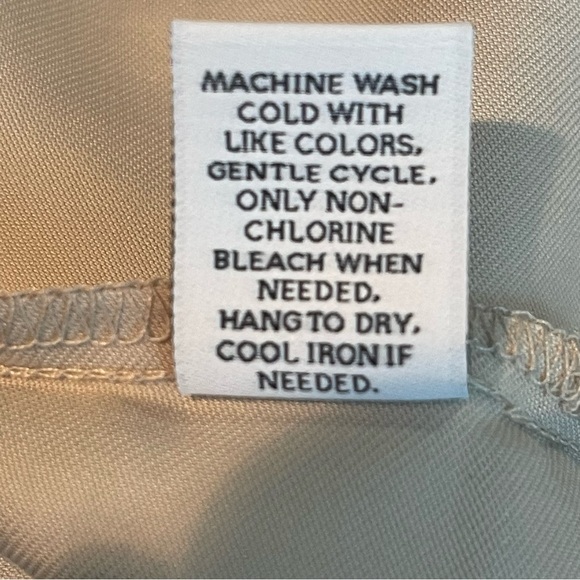 MACHINE WASH
COLD WITH
LIKE COLORS,
GENTLE CYCLE,
ONLY NON-
CHLORINE
BLEACH WHEN
NEEDED,
HANG TO DRY,
COOL IRON IF
NEEDED.